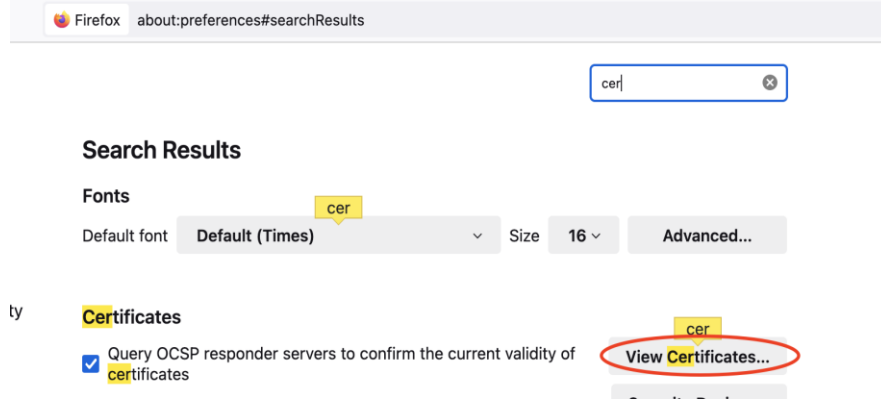 Firefox about:preferences#searchResults
cer
Search Results
Fonts
cer
Default font Default (Times) Size 16 Advanced...
ty
Certificates
cer
Query OCSP responder servers to confirm the current validity of
certificates
View Certificates...